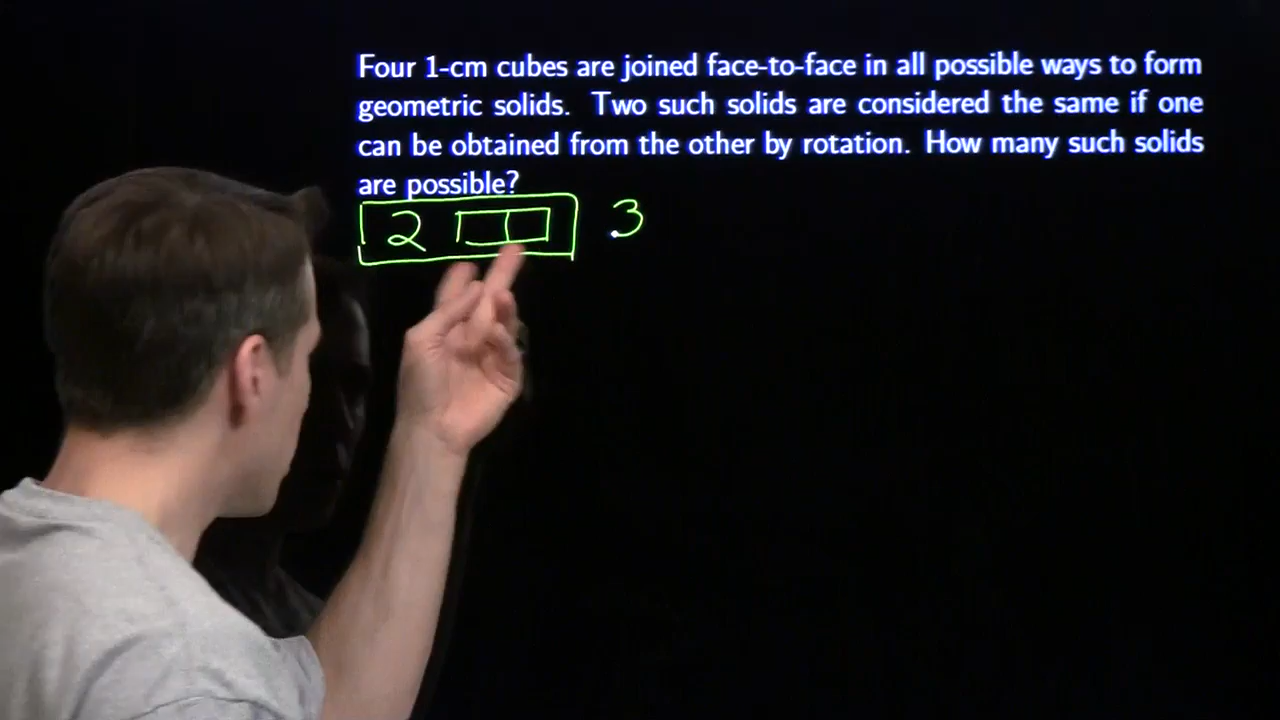 Four 1-cm cubes are joined face-to-face in all possible ways to form
geometric solids. Two such solids are considered the same if one
can be obtained from the other by rotation. How many such solids
are possible?
2 3